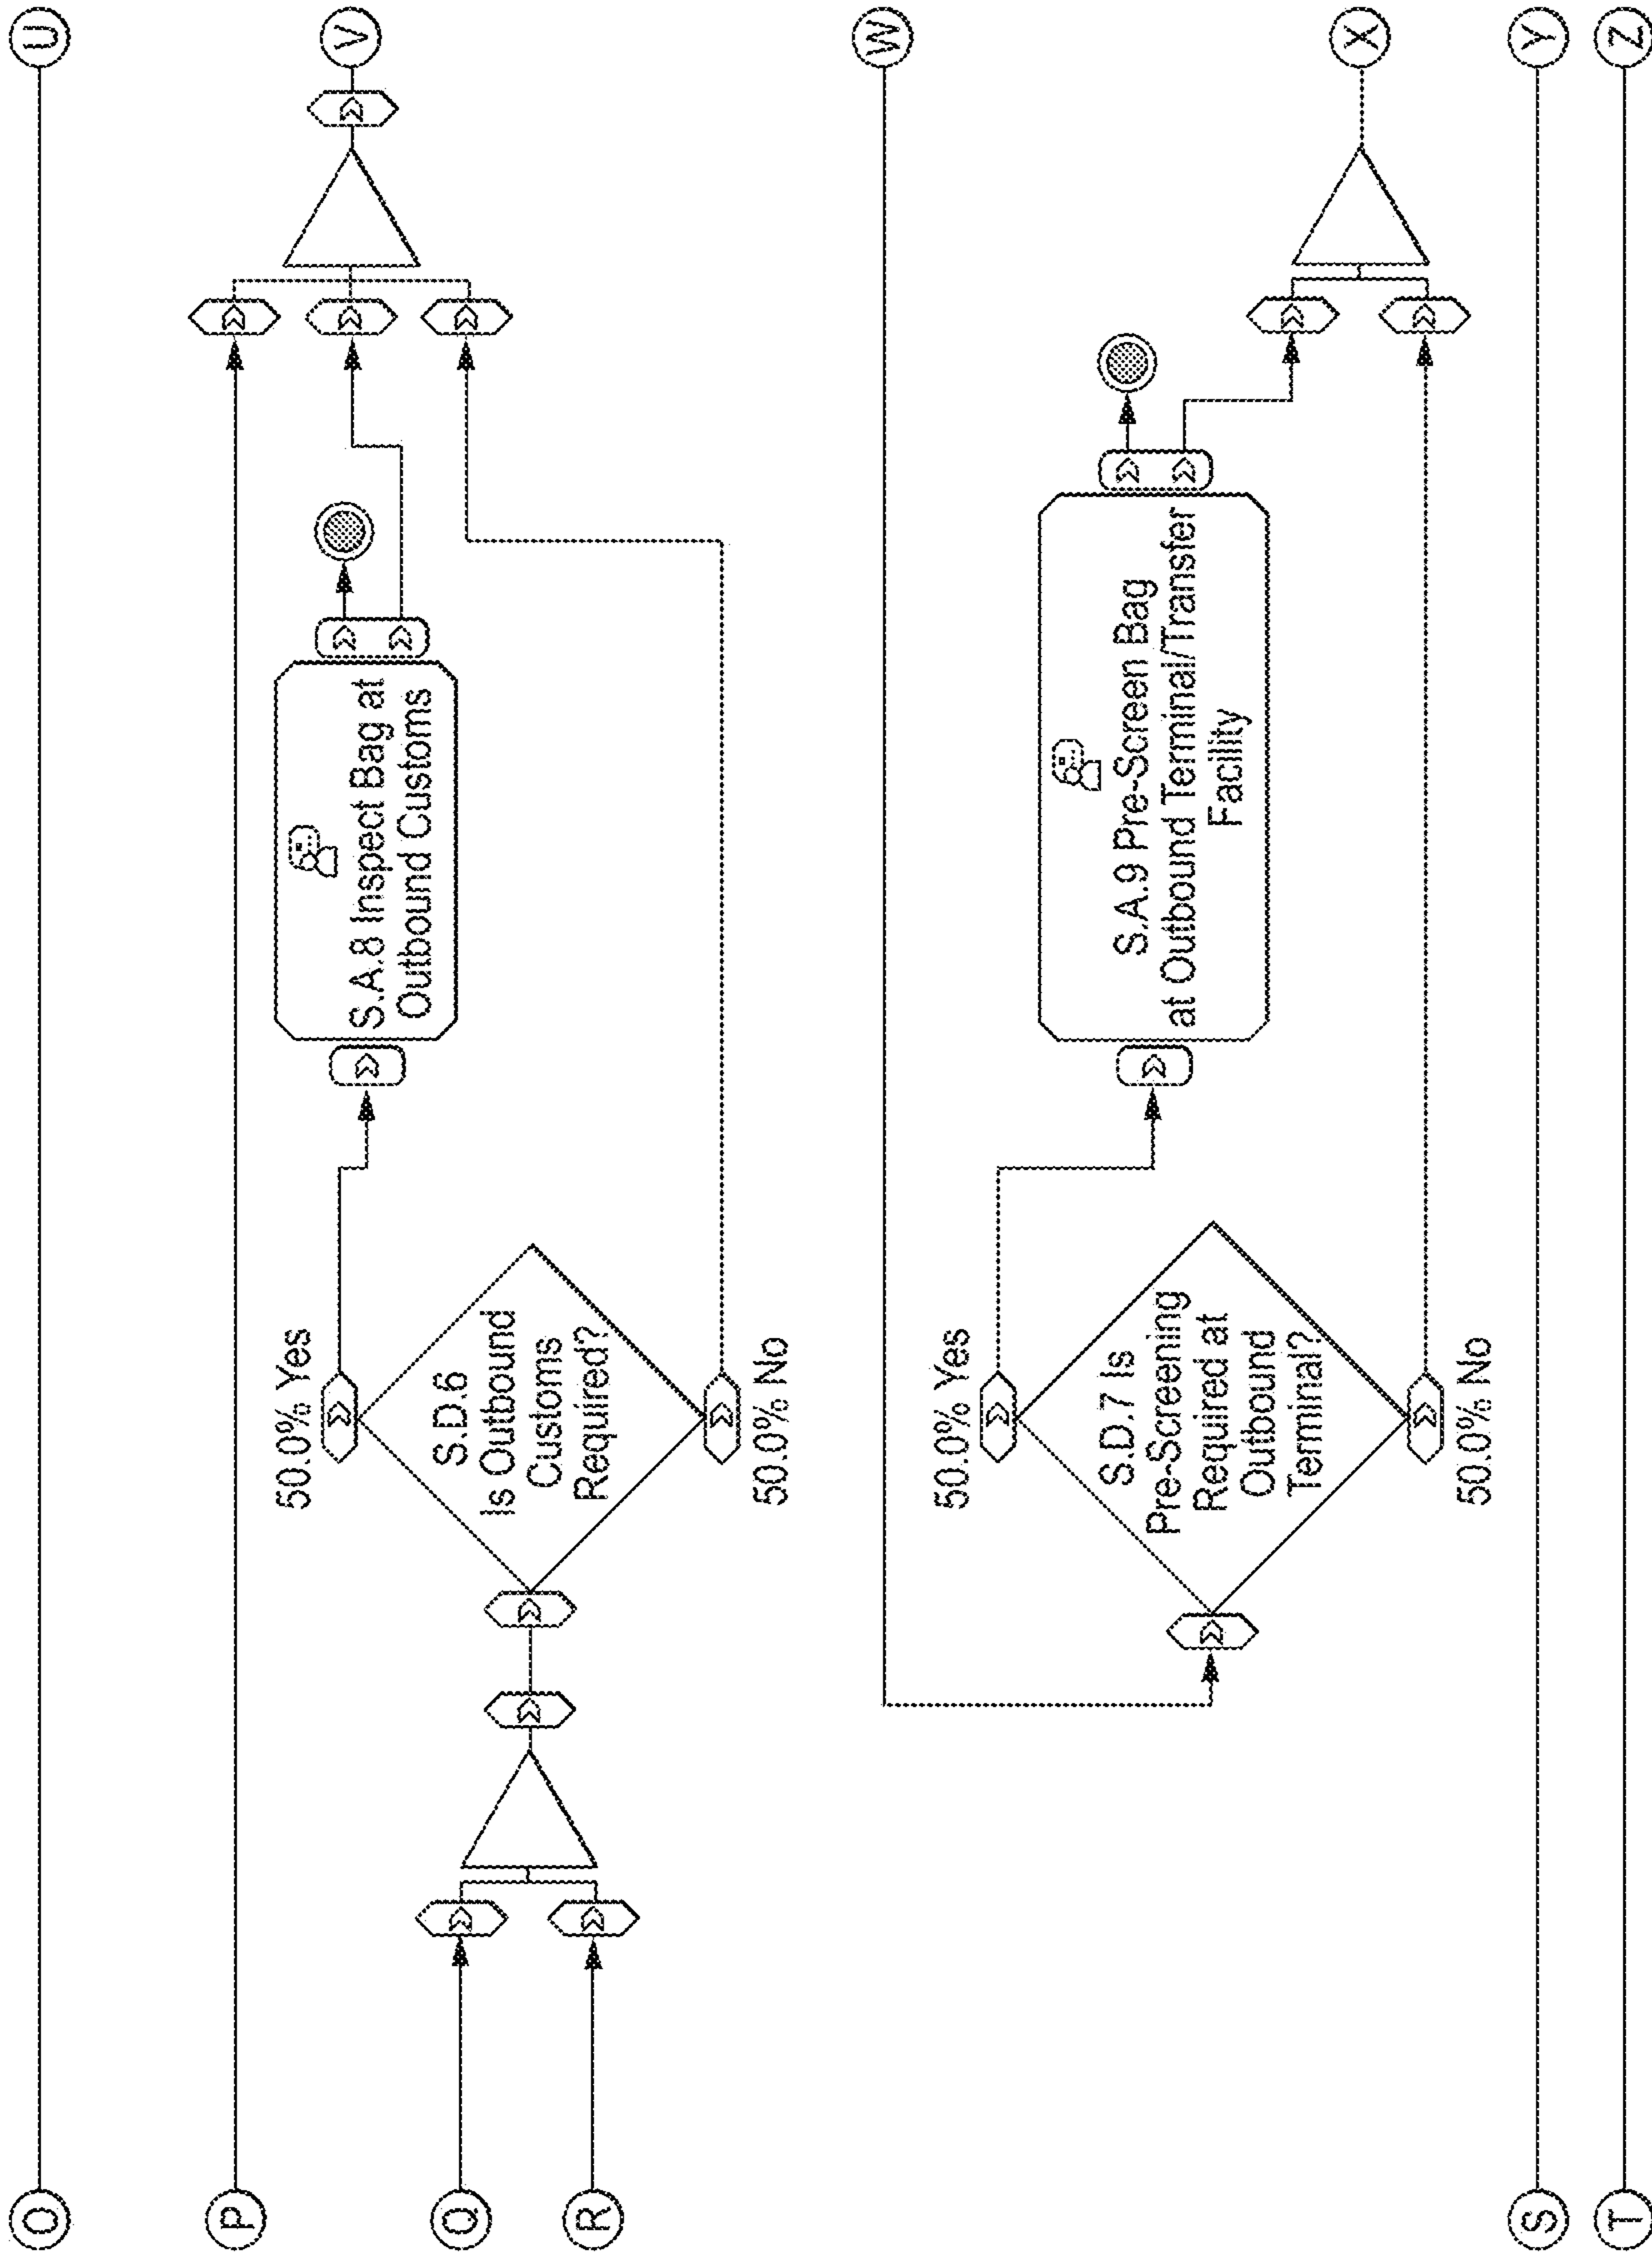 O
U
P
50.0% Yes
S.A.8 Inspect Bag at
Outbound Customs
V
Q
R
S.D.6
Is Outbound
Customs
Required?
50.0% No
W
50.0% Yes
S.D.7 Is
Pre-Screening
Required at
Outbound
Terminal?
50.0% No
S.A.9 Pre-Screen Bag
at Outbound Terminal/Transfer
Facility
X
S
Y
T
Z